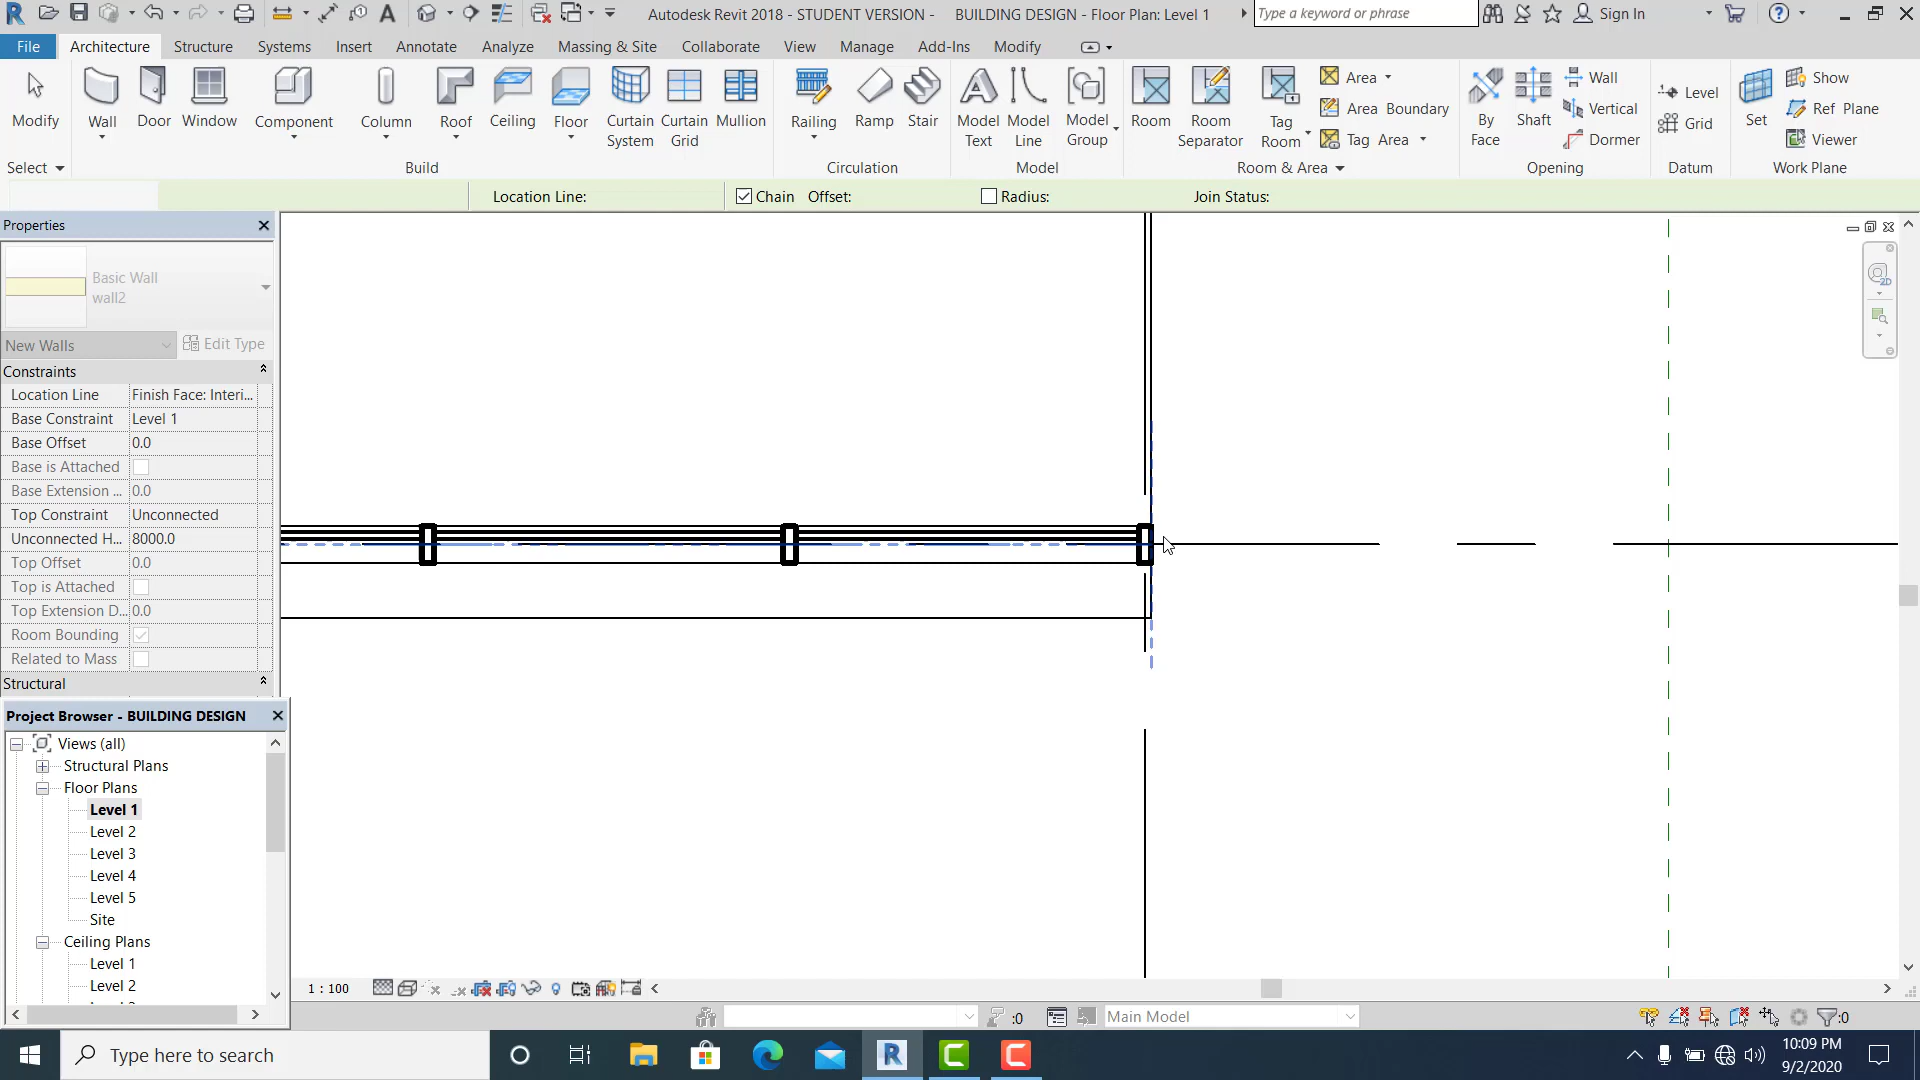 Autodesk Revit 2018 - STUDENT VERSION - BUILDING DESIGN - Floor Plan: Level 1
Type a keyword or phrase
Sign In
File Architecture Structure Systems Insert Annotate Analyze Massing & Site Collaborate View Manage Add-Ins Modify
Modify
Wall
Door
Window
Component
Column
Roof
Ceiling
Floor
Curtain
System
Curtain
Grid
Mullion
Railing
Ramp
Stair
Model
Text
Model
Line
Model
Group
Room
Room
Separator
Tag
Room
Area
Area Boundary
Tag Area
By
Face
Shaft
Wall
Vertical
Dormer
Level
Grid
Set
Show
Ref Plane
Viewer
Select
Build
Circulation
Model
Room & Area
Opening
Datum
Work Plane
Location Line: Chain Offset: Radius: Join Status:
Properties
Basic Wall
wall2
New Walls
Edit Type
Constraints
Location Line Finish Face: Interi...
Base Constraint Level 1
Base Offset 0.0
Base is Attached
Base Extension ... 0.0
Top Constraint Unconnected
Unconnected H... 8000.0
Top Offset 0.0
Top is Attached
Top Extension D... 0.0
Room Bounding
Related to Mass
Structural
Project Browser - BUILDING DESIGN
Views (all)
Structural Plans
Floor Plans
Level 1
Level 2
Level 3
Level 4
Level 5
Site
Ceiling Plans
Level 1
Level 2
1 : 100
:0
Main Model
:0
2D
Type here to search
10:09 PM
9/2/2020